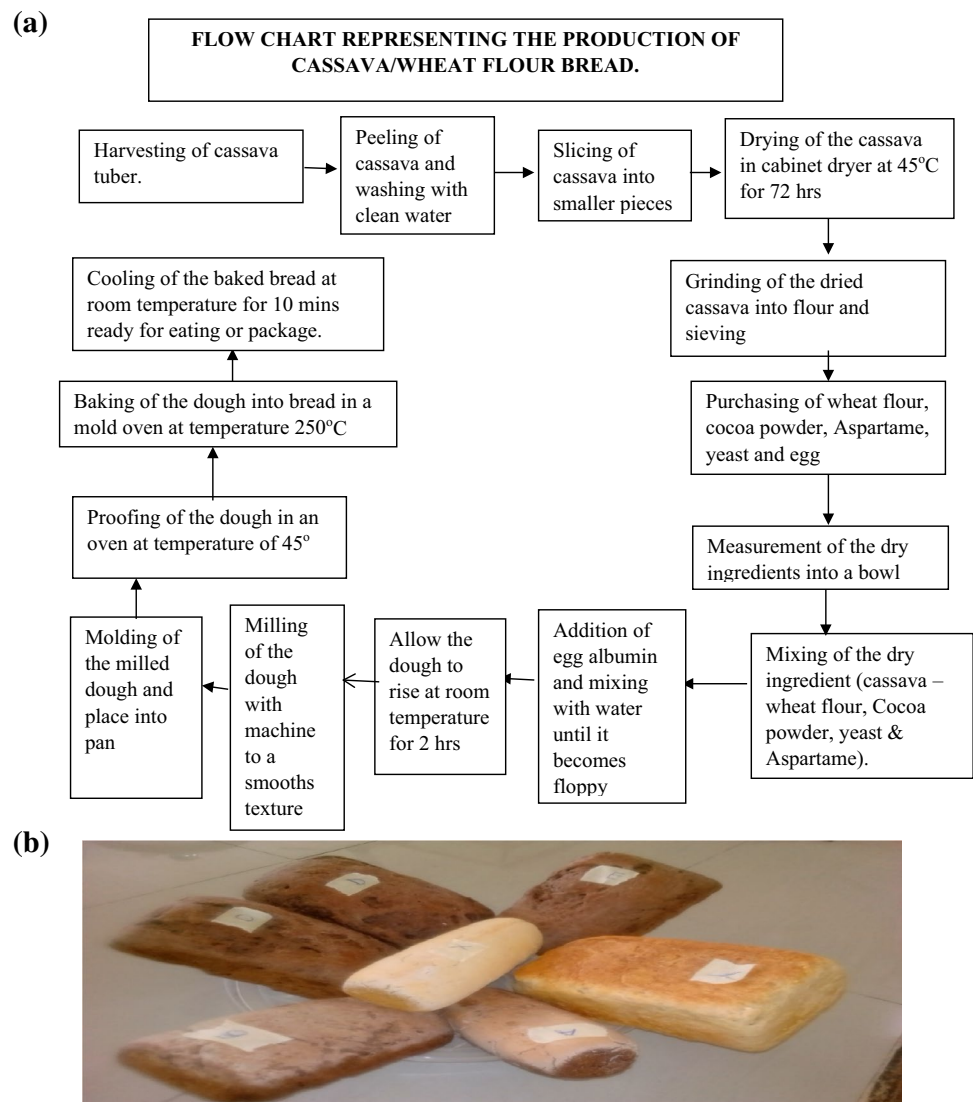 (a)
FLOW CHART REPRESENTING THE PRODUCTION OF
CASSAVA/WHEAT FLOUR BREAD.
Harvesting of cassava
tuber.
Peeling of
cassava and
washing with
clean water
Slicing of
cassava into
smaller pieces
Drying of the cassava
in cabinet dryer at 45°C
for 72 hrs
Grinding of the dried
cassava into flour and
sieving
Purchasing of wheat flour,
cocoa powder, Aspartame,
yeast and egg
Measurement of the dry
ingredients into a bowl
Mixing of the dry
ingredient (cassava –
wheat flour, Cocoa
powder, yeast &
Aspartame).
Addition of
egg albumin
and mixing
with water
until it
becomes
floppy
Allow the
dough to
rise at room
temperature
for 2 hrs
Milling
of the
dough
with
machine
to a
smooths
texture
Molding of
the milled
dough and
place into
pan
Proofing of the dough in an
oven at temperature of 45°
Baking of the dough into bread in a
mold oven at temperature 250°C
Cooling of the baked bread at
room temperature for 10 mins
ready for eating or package.
(b)